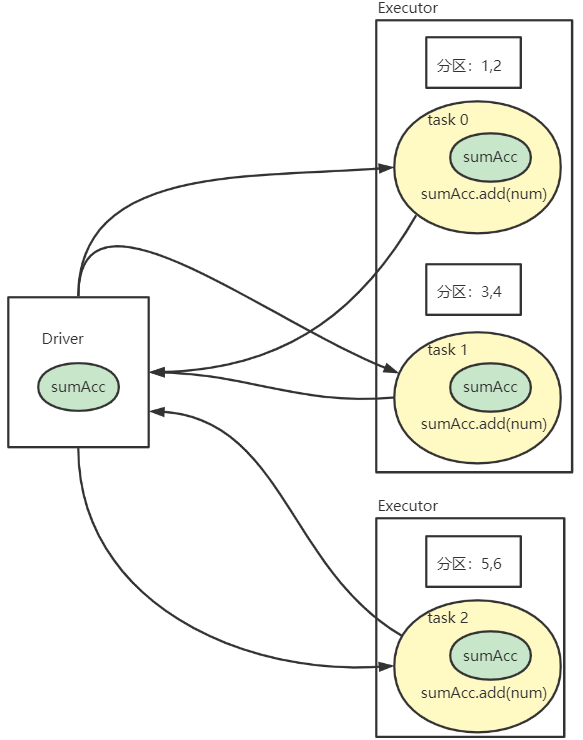 Executor
分区：1,2
task 0
sumAcc
sumAcc.add(num)
分区：3,4
Driver
sumAcc
task 1
sumAcc
sumAcc.add(num)
Executor
分区：5,6
task 2
sumAcc
sumAcc.add(num)